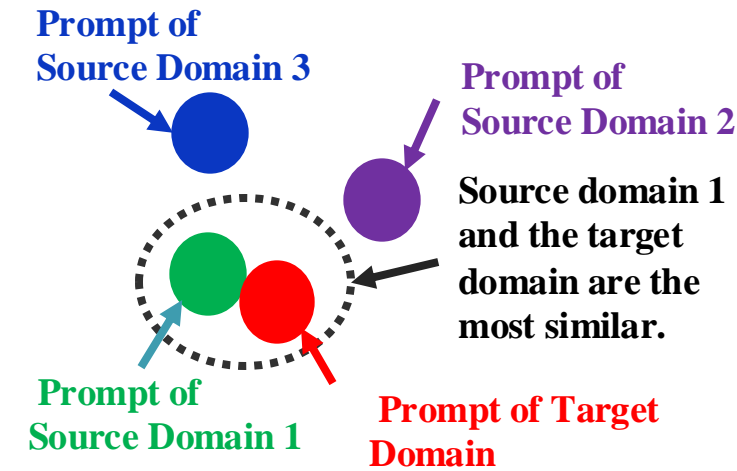 Prompt of
Source Domain 3
Prompt of
Source Domain 2
Source domain 1
and the target
domain are the
most similar.
Prompt of
Source Domain 1
Prompt of Target
Domain